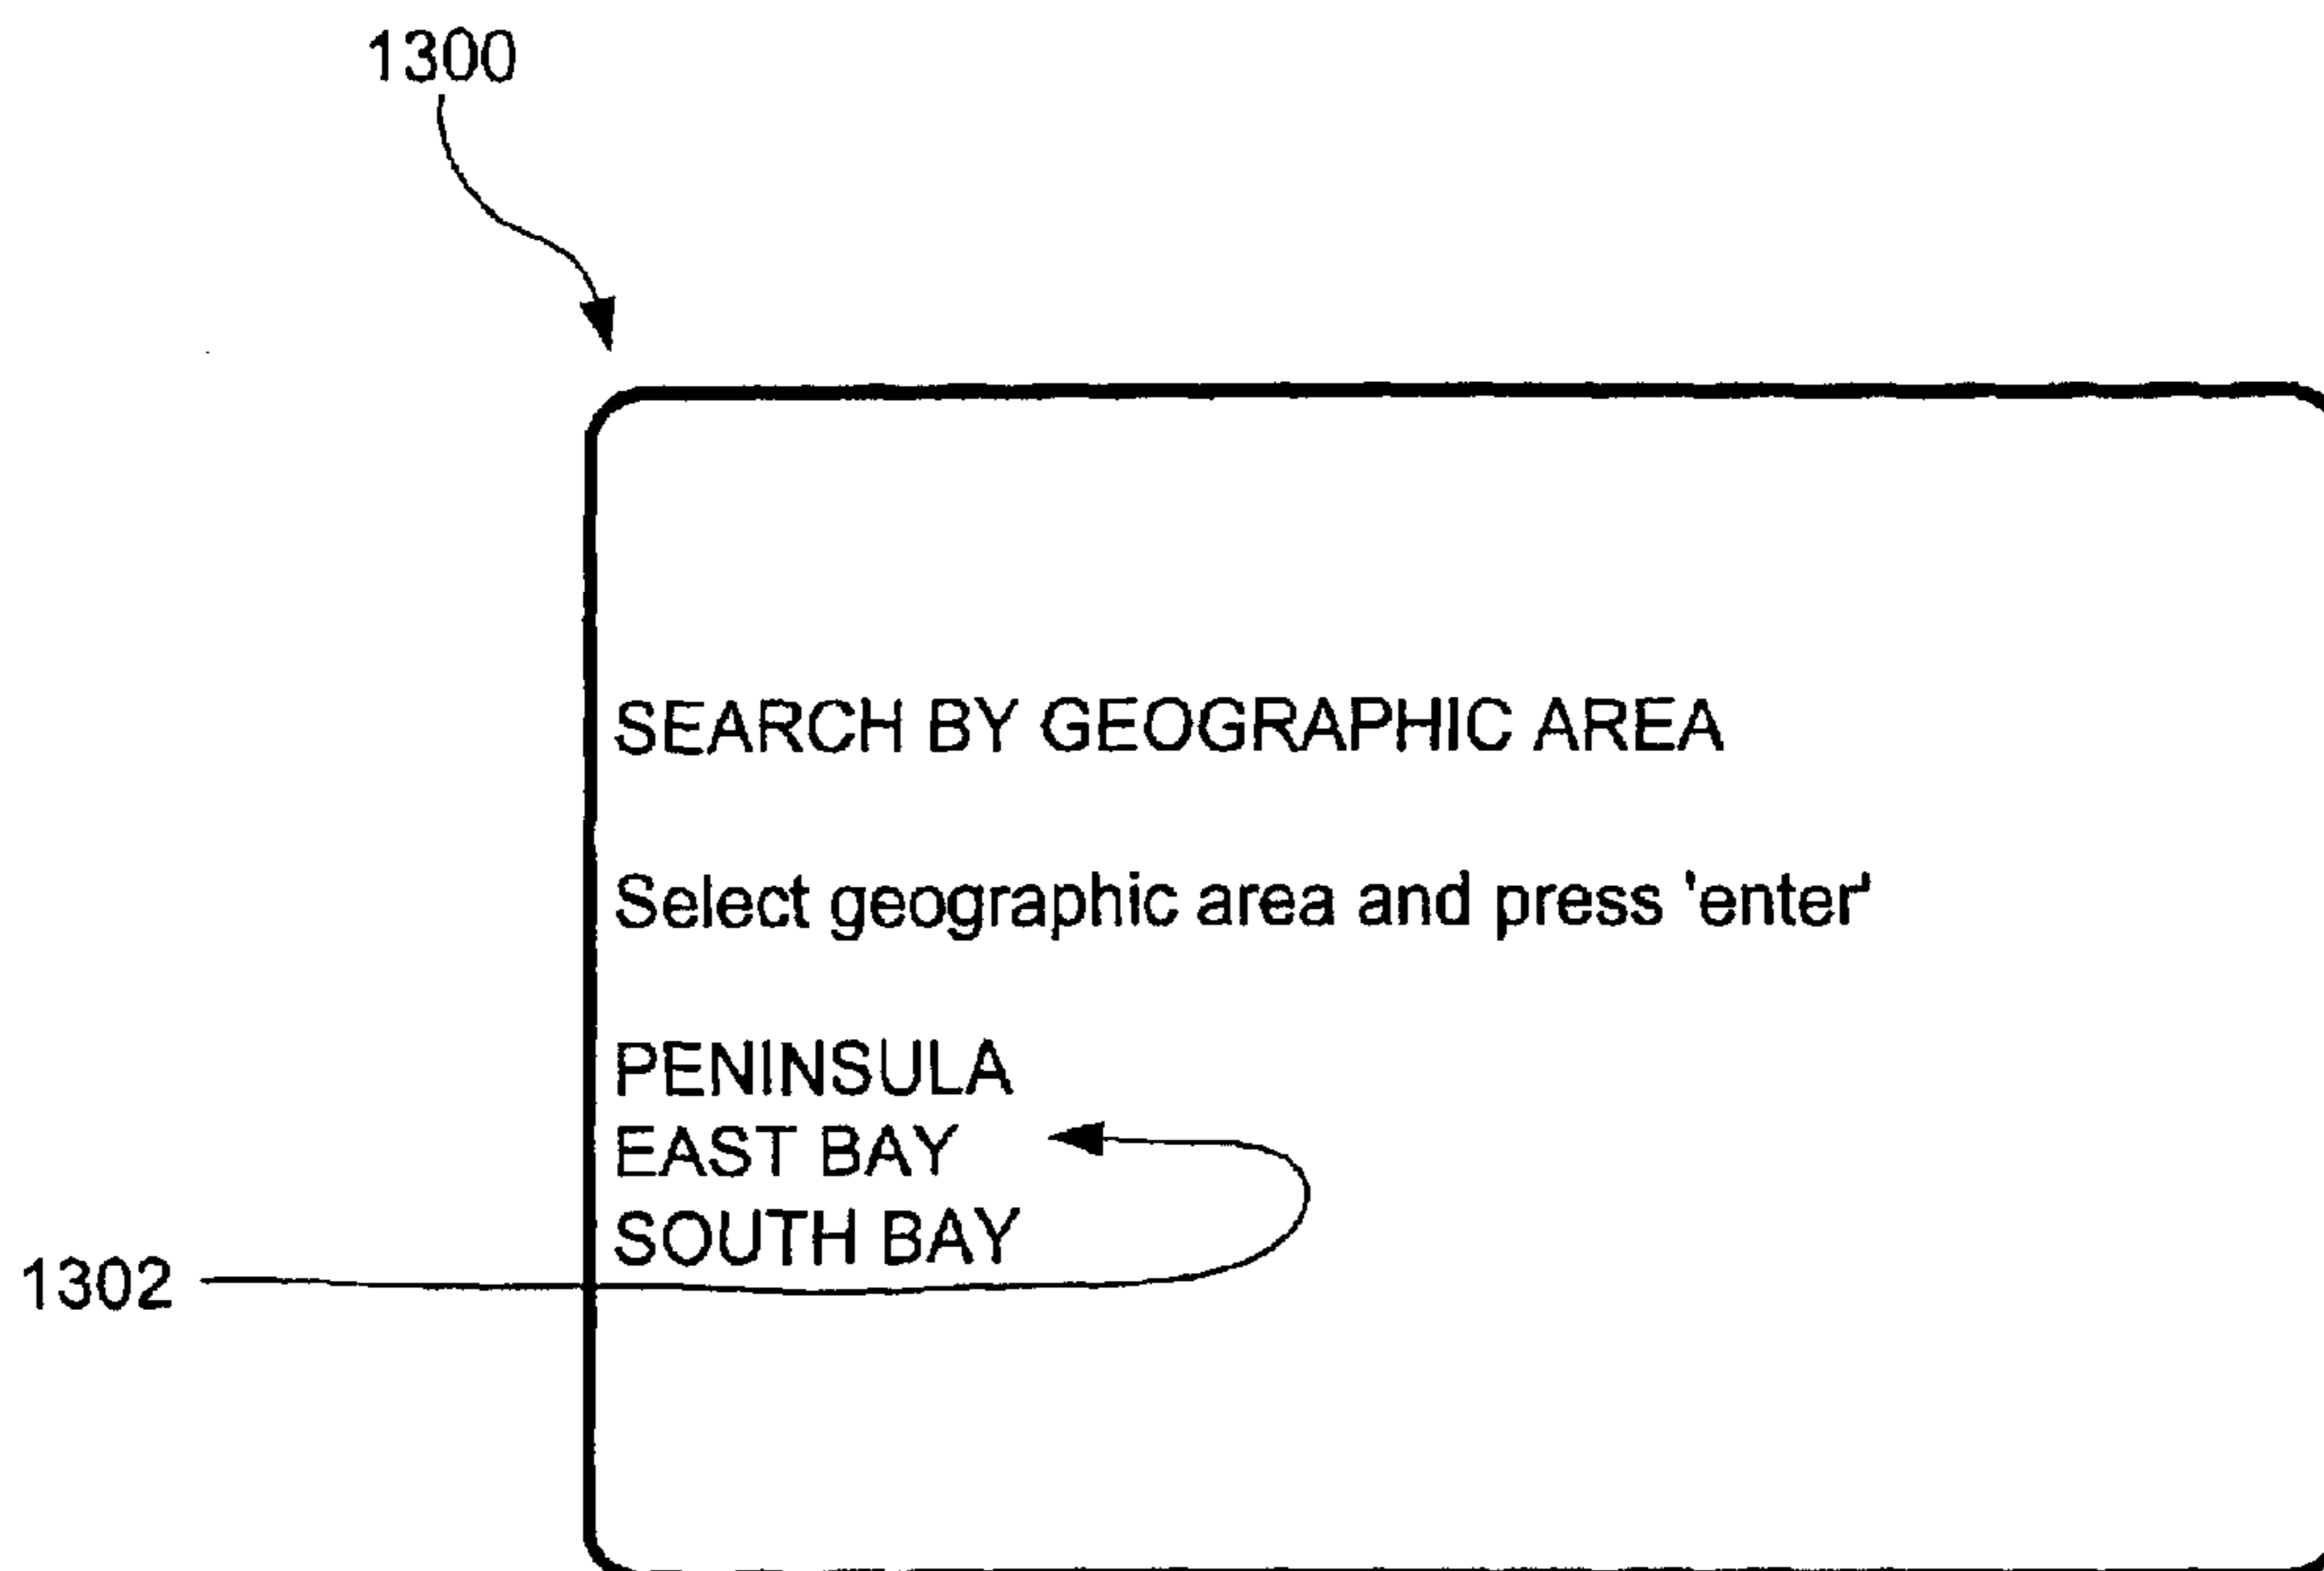 1300
SEARCH BY GEOGRAPHIC AREA
Select geographic area and press 'enter'
PENINSULA
EAST BAY
SOUTH BAY
1302